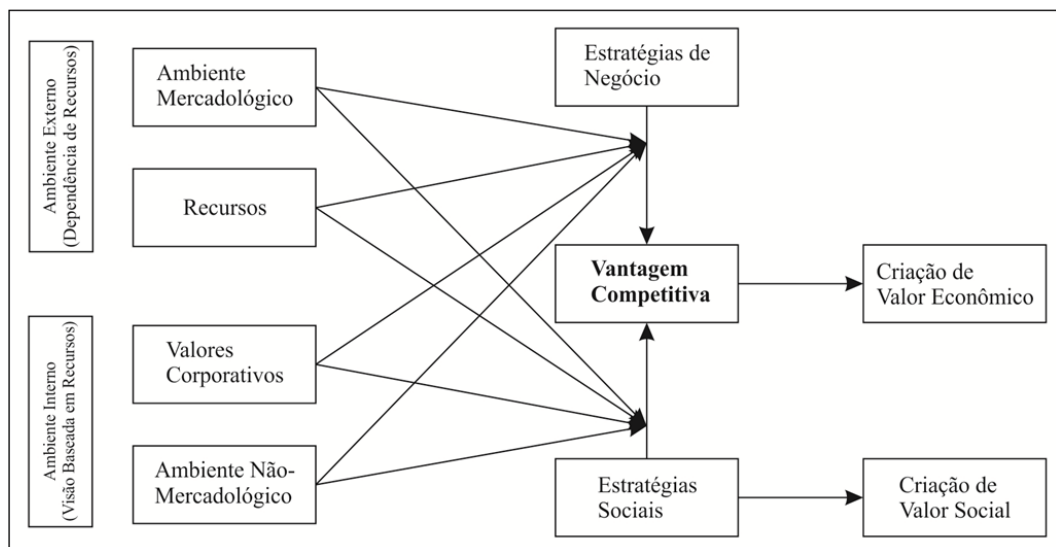 Ambiente Externo
(Dependência de Recursos)
Ambiente
Mercadológico
Recursos
Ambiente Interno
(Visão Bascada em Recursos)
Valores
Corporativos
Ambiente Não-
Mercadológico
Estratégias de
Negócio
Vantagem
Competitiva
Estratégias
Sociais
Criação de
Valor Econômico
Criação de
Valor Social